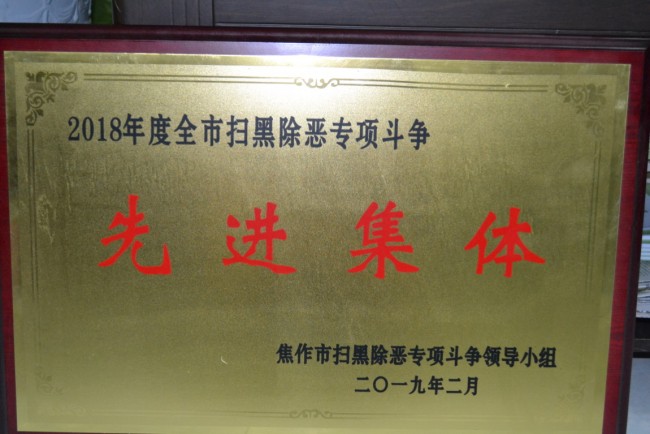 2018年度全市扫黑除恶专项斗争
先进集体
焦作市扫黑除恶专项斗争领导小组
二〇一九年二月